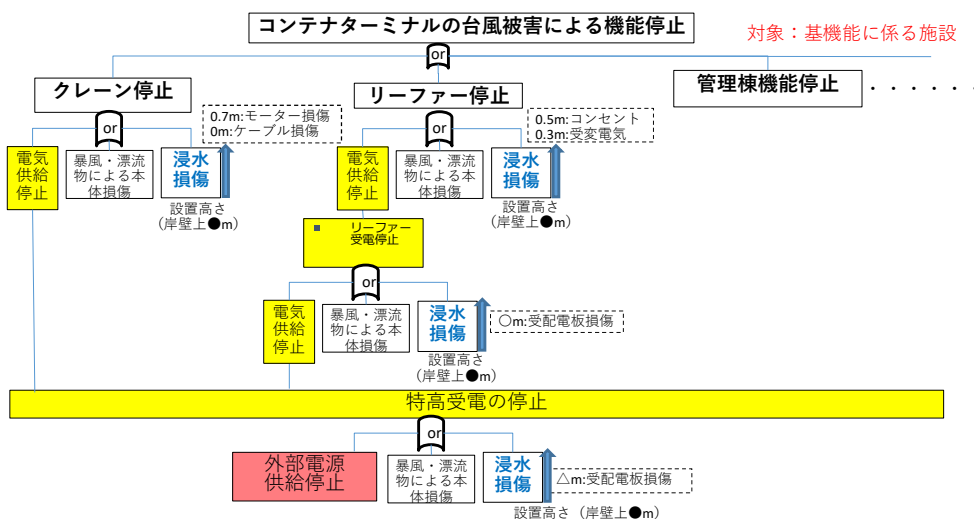 コンテナターミナルの台風被害による機能停止
対象：基機能に係る施設
or
クレーン停止
リーファー停止
管理棟機能停止
・・・・・・
or
0.7m:モーター損傷
0m:ケーブル損傷
or
0.5m:コンセント
0.3m:受変電気
電気
供給
停止
暴風・漂流
物による本
体損傷
浸水
損傷
設置高さ
（岸壁上●m）
電気
供給
停止
暴風・漂流
物による本
体損傷
浸水
損傷
設置高さ
（岸壁上●m）
■ リーファー
受電停止
or
電気
供給
停止
暴風・漂流
物による本
体損傷
浸水
損傷
〇m:受配電板損傷
設置高さ
（岸壁上●m）
特高受電の停止
or
外部電源
供給停止
暴風・漂流
物による本
体損傷
浸水
損傷
△m:受配電板損傷
設置高さ（岸壁上●m）